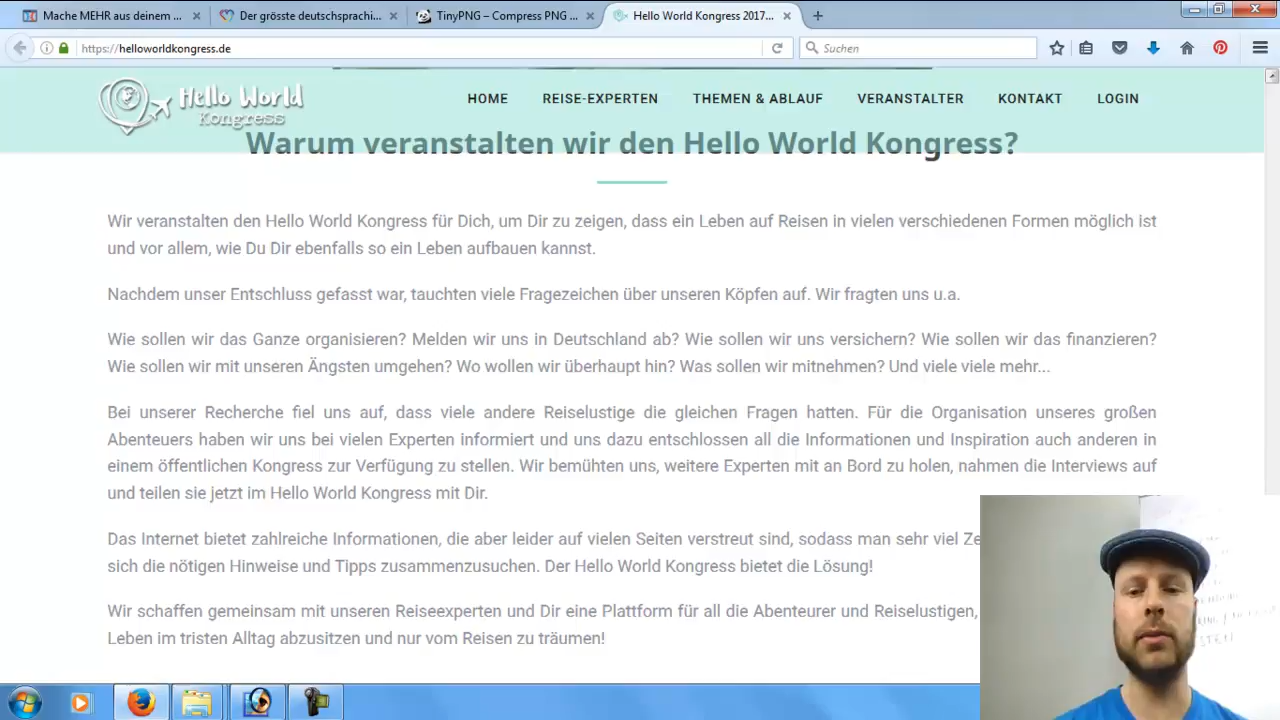 Mache MEHR aus deinem ...
Der grösste deutschsprachi...
TinyPNG – Compress PNG ...
Hello World Kongress 2017...
https://helloworldkongress.de
Suchen
Hello World
Kongress
HOME
REISE-EXPERTEN
THEMEN & ABLAUF
VERANSTALTER
KONTAKT
LOGIN
Warum veranstalten wir den Hello World Kongress?
Wir veranstalten den Hello World Kongress für Dich, um Dir zu zeigen, dass ein Leben auf Reisen in vielen verschiedenen Formen möglich ist
und vor allem, wie Du Dir ebenfalls so ein Leben aufbauen kannst.
Nachdem unser Entschluss gefasst war, tauchten viele Fragezeichen über unseren Köpfen auf. Wir fragten uns u.a.
Wie sollen wir das Ganze organisieren? Melden wir uns in Deutschland ab? Wie sollen wir uns versichern? Wie sollen wir das finanzieren?
Wie sollen wir mit unseren Ängsten umgehen? Wo wollen wir überhaupt hin? Was sollen wir mitnehmen? Und viele viele mehr...
Bei unserer Recherche fiel uns auf, dass viele andere Reiselustige die gleichen Fragen hatten. Für die Organisation unseres großen
Abenteuers haben wir uns bei vielen Experten informiert und uns dazu entschlossen all die Informationen und Inspiration auch anderen in
einem öffentlichen Kongress zur Verfügung zu stellen. Wir bemühten uns, weitere Experten mit an Bord zu holen, nahmen die Interviews auf
und teilen sie jetzt im Hello World Kongress mit Dir.
Das Internet bietet zahlreiche Informationen, die aber leider auf vielen Seiten verstreut sind, sodass man sehr viel Ze
sich die nötigen Hinweise und Tipps zusammenzusuchen. Der Hello World Kongress bietet die Lösung!
Wir schaffen gemeinsam mit unseren Reiseexperten und Dir eine Plattform für all die Abenteurer und Reiselustigen,
Leben im tristen Alltag abzusitzen und nur vom Reisen zu träumen!